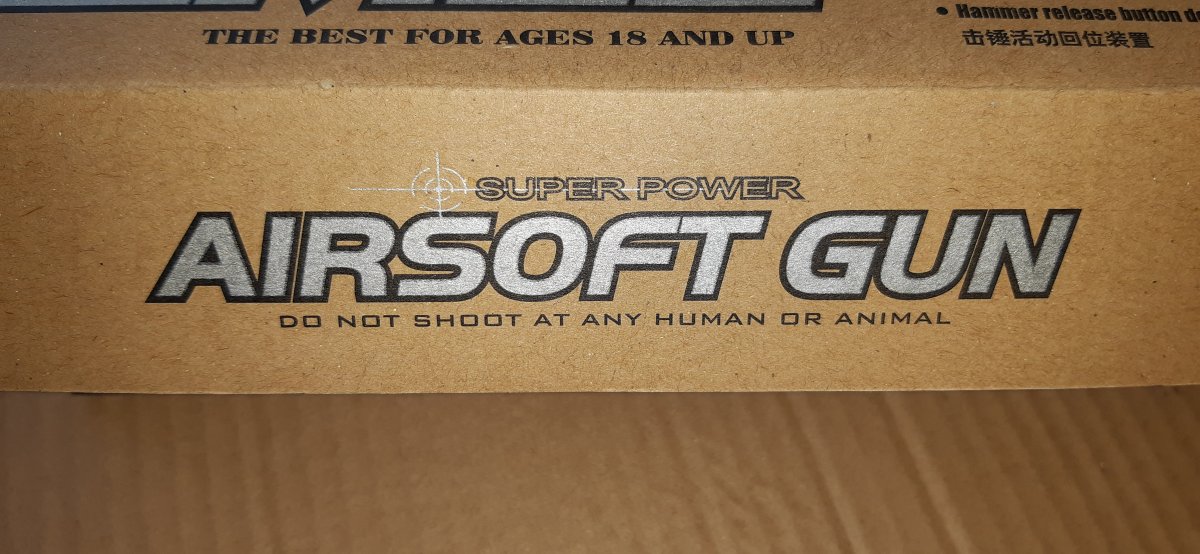 THE BEST FOR AGES 18 AND UP
• Hammer release button
击锤活动回位装置
SUPER POWER
AIRSOFT GUN
DO NOT SHOOT AT ANY HUMAN OR ANIMAL